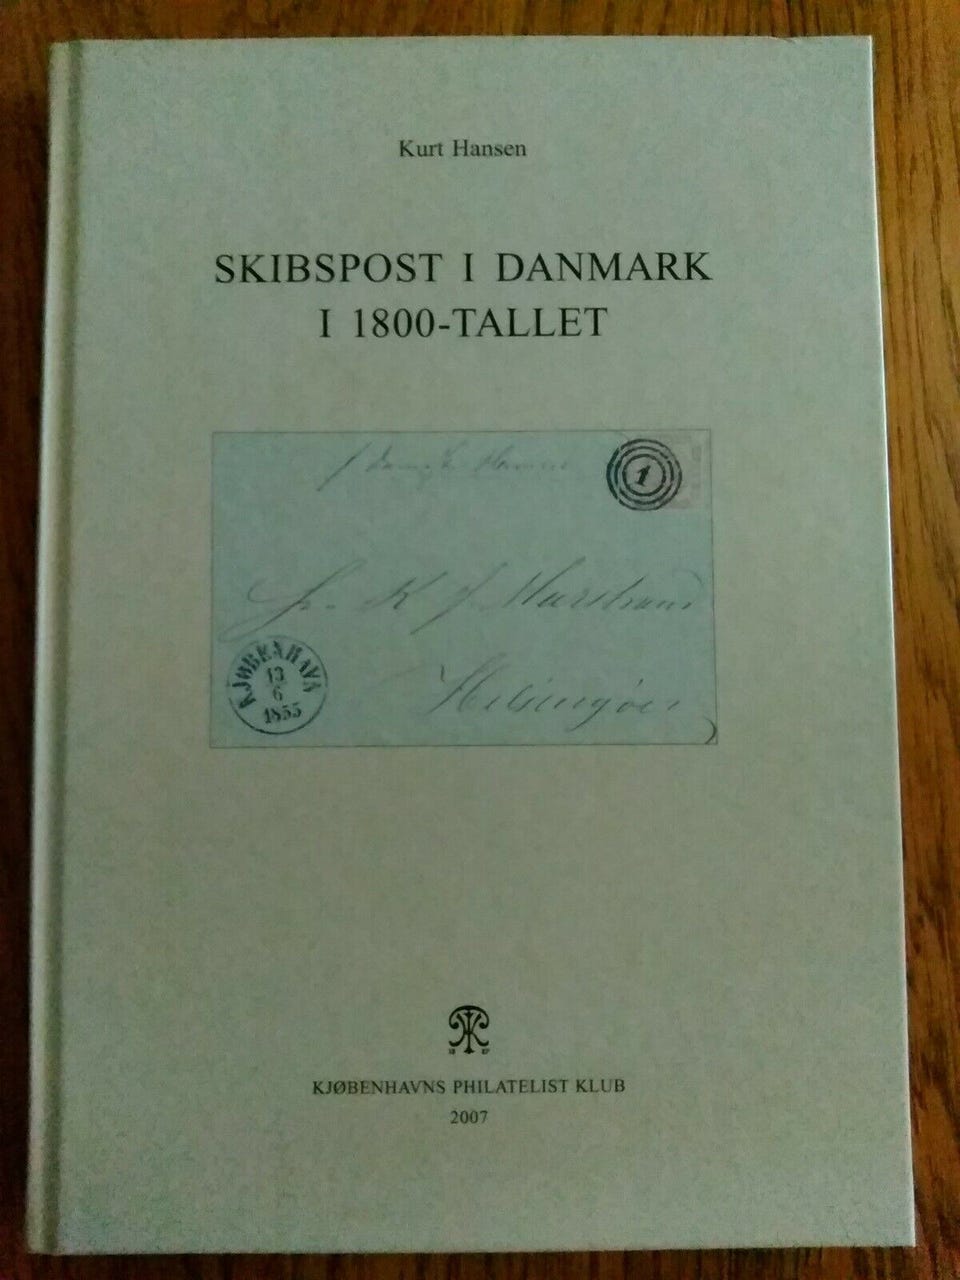 Kurt Hansen
SKIBSPOST I DANMARK
I 1800-TALLET
1
Helsingøer
KJØBENHAVN
13
6
1855
KJØBENHAVNS PHILATELIST KLUB
2007